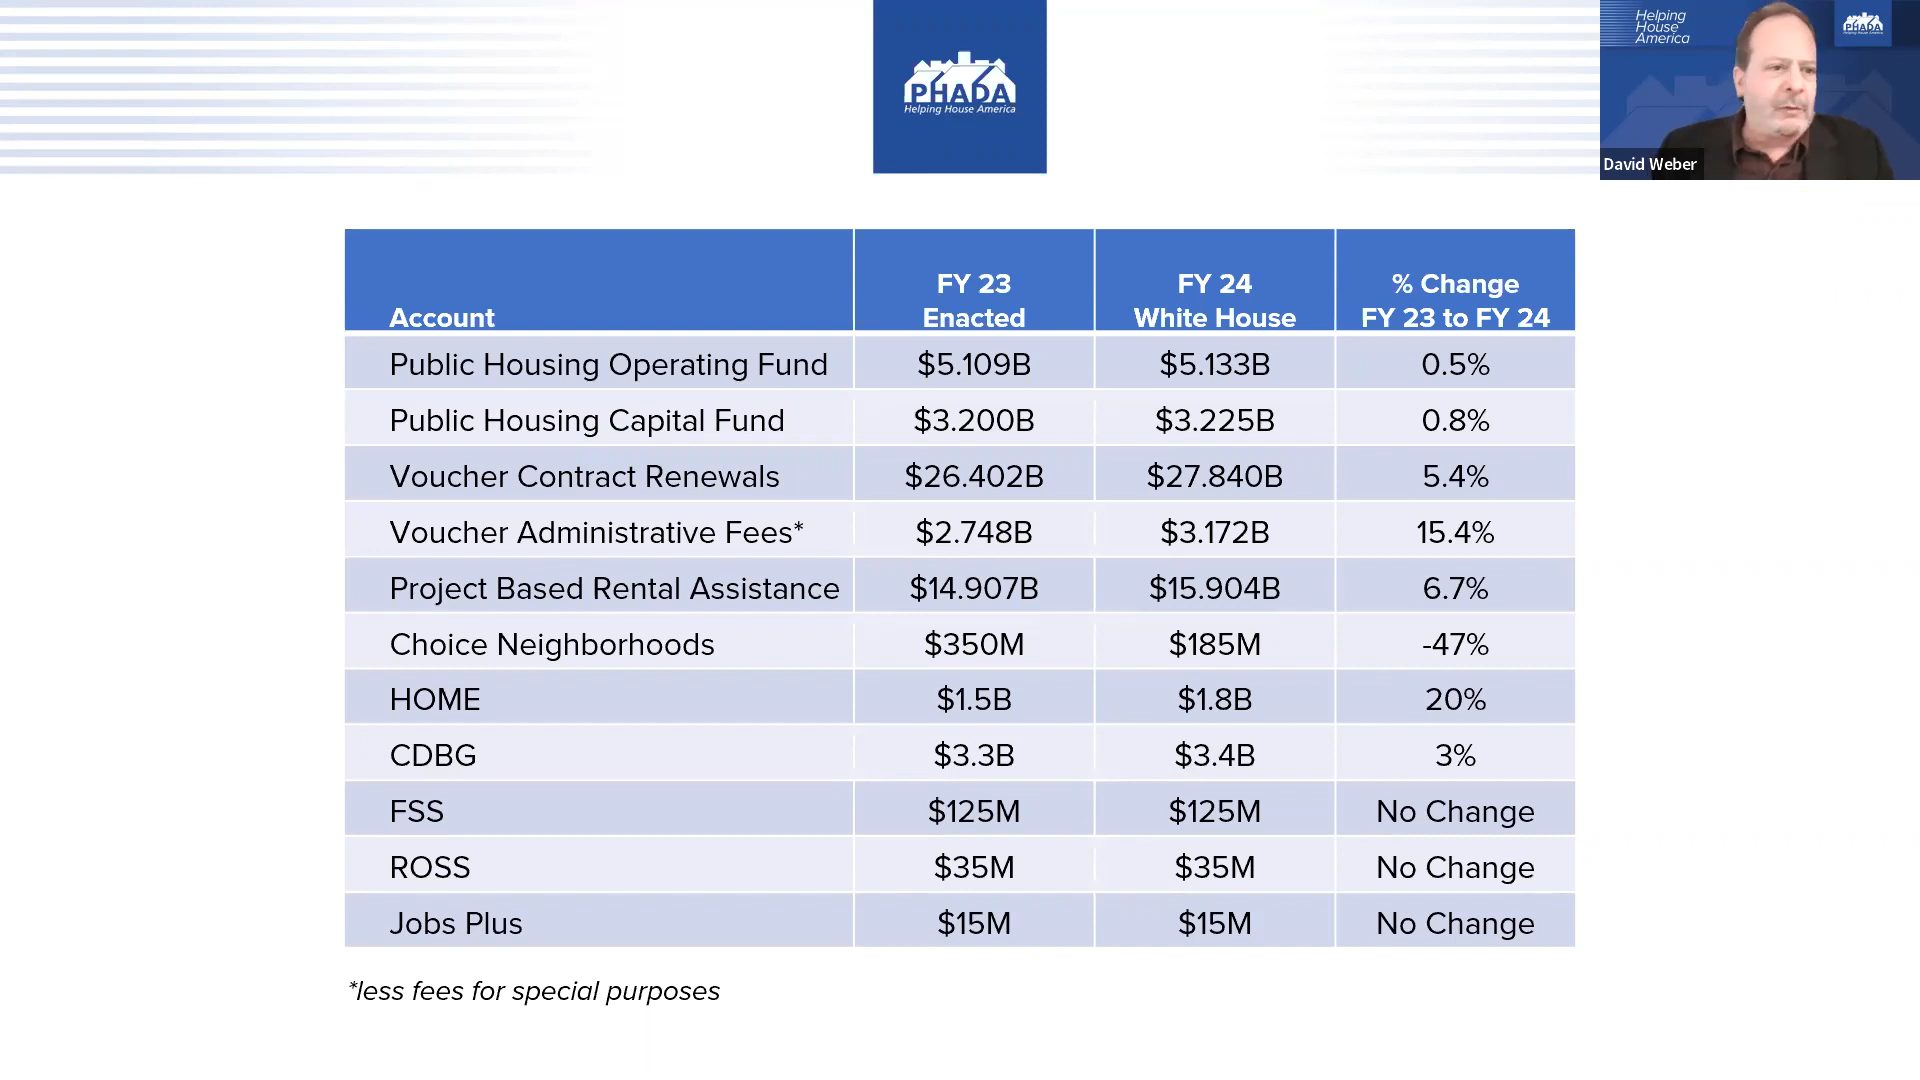 PHADA
Helping House America
Helping
House
America
PHADA
David Weber
Account
FY 23
Enacted
FY 24
White House
% Change
FY 23 to FY 24
Public Housing Operating Fund $5.109B $5.133B 0.5%
Public Housing Capital Fund $3.200B $3.225B 0.8%
Voucher Contract Renewals $26.402B $27.840B 5.4%
Voucher Administrative Fees* $2.748B $3.172B 15.4%
Project Based Rental Assistance $14.907B $15.904B 6.7%
Choice Neighborhoods $350M $185M -47%
HOME $1.5B $1.8B 20%
CDBG $3.3B $3.4B 3%
FSS $125M $125M No Change
ROSS $35M $35M No Change
Jobs Plus $15M $15M No Change
*less fees for special purposes